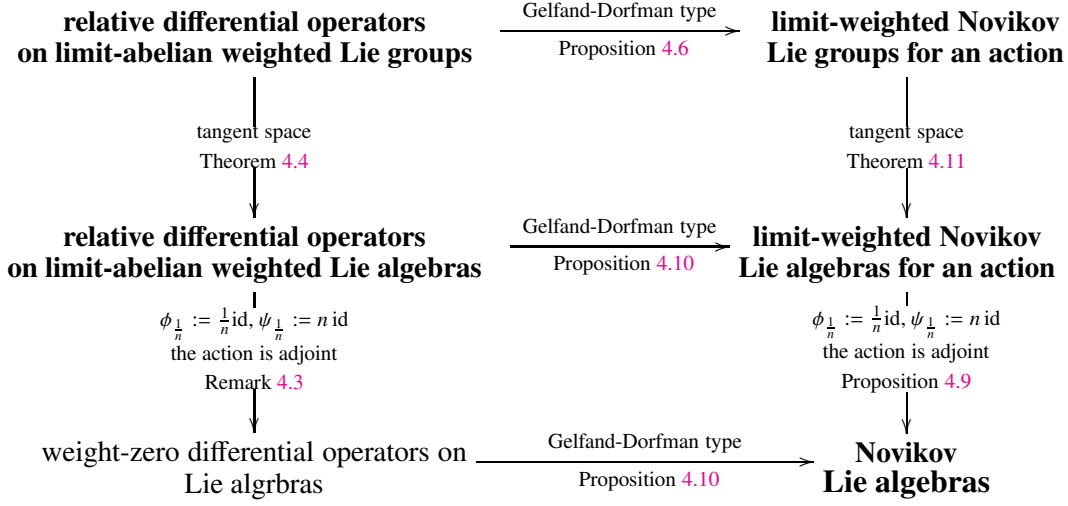 relative differential operators
on limit-abelian weighted Lie groups
Gelfand-Dorfman type
Proposition 4.6
limit-weighted Novikov
Lie groups for an action
tangent space
Theorem 4.4
tangent space
Theorem 4.11
relative differential operators
on limit-abelian weighted Lie algebras
Gelfand-Dorfman type
Proposition 4.10
limit-weighted Novikov
Lie algebras for an action
ϕ_{1/n} := 1/n id, ψ_{1/n} := n id
the action is adjoint
Remark 4.3
ϕ_{1/n} := 1/n id, ψ_{1/n} := n id
the action is adjoint
Proposition 4.9
weight-zero differential operators on
Lie algrbras
Gelfand-Dorfman type
Proposition 4.10
Novikov
Lie algebras